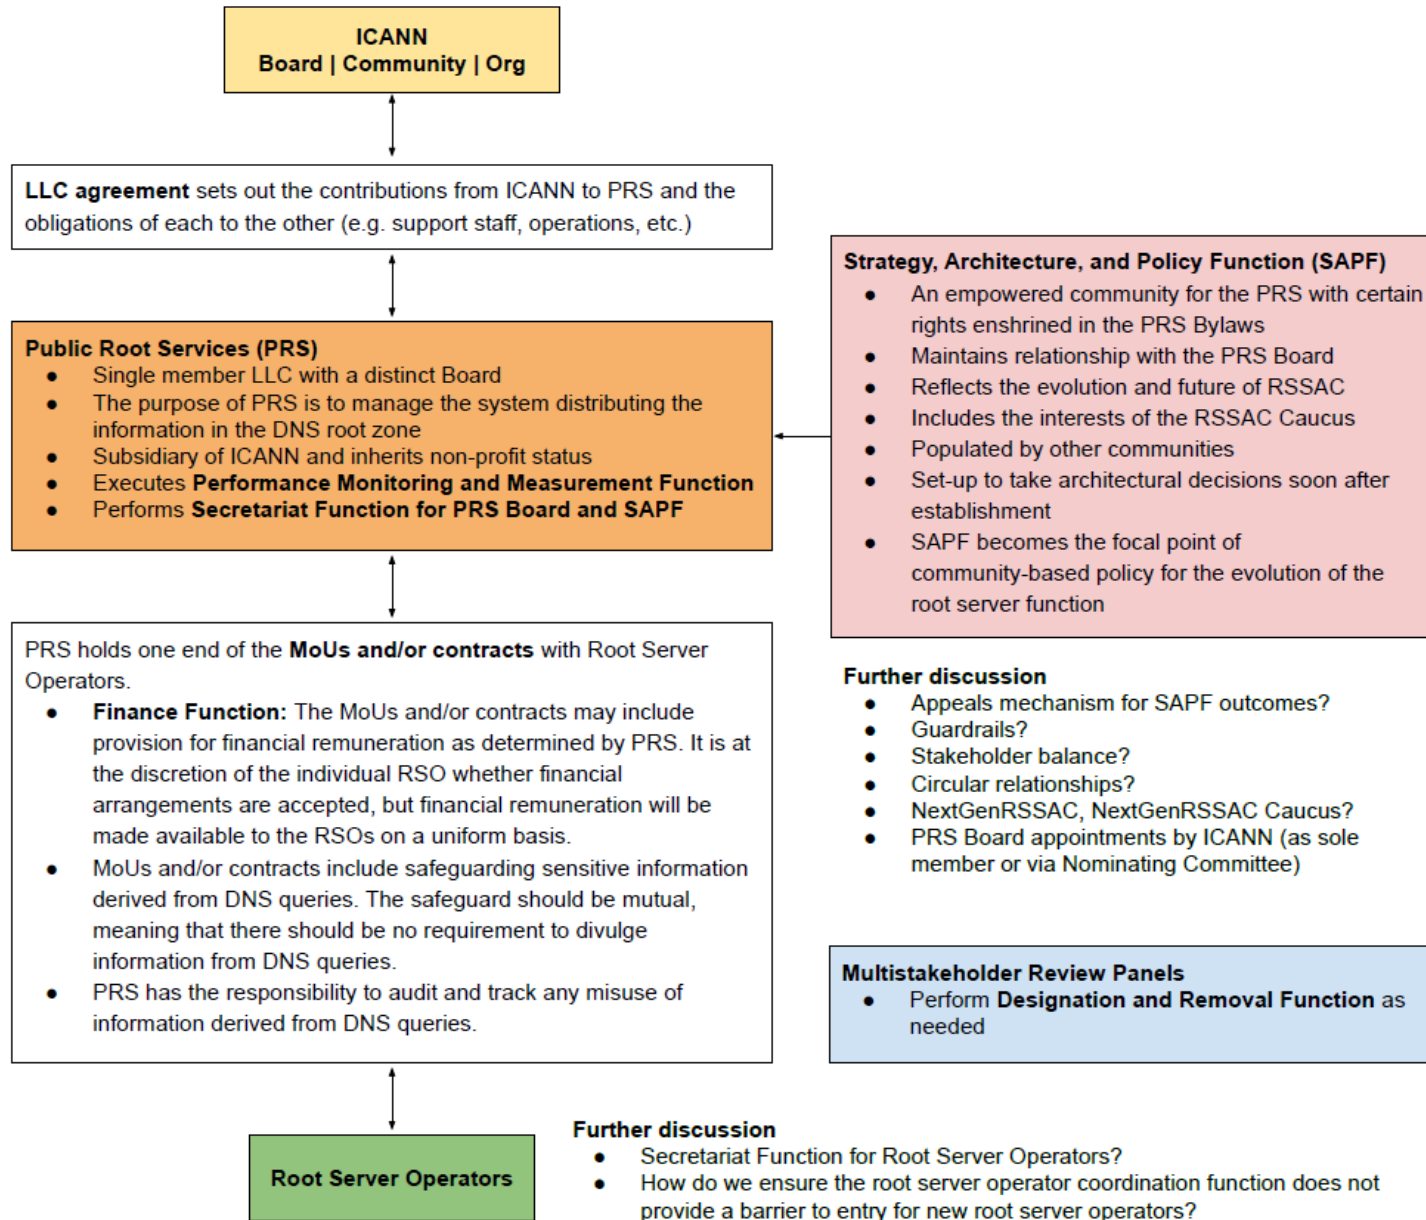 ICANN
Board | Community | Org
LLC agreement sets out the contributions from ICANN to PRS and the
obligations of each to the other (e.g. support staff, operations, etc.)
Public Root Services (PRS)
● Single member LLC with a distinct Board
● The purpose of PRS is to manage the system distributing the
information in the DNS root zone
● Subsidiary of ICANN and inherits non-profit status
● Executes Performance Monitoring and Measurement Function
● Performs Secretariat Function for PRS Board and SAPF
PRS holds one end of the MoUs and/or contracts with Root Server
Operators.
● Finance Function: The MoUs and/or contracts may include
provision for financial remuneration as determined by PRS. It is at
the discretion of the individual RSO whether financial
arrangements are accepted, but financial remuneration will be
made available to the RSOs on a uniform basis.
● MoUs and/or contracts include safeguarding sensitive information
derived from DNS queries. The safeguard should be mutual,
meaning that there should be no requirement to divulge
information from DNS queries.
● PRS has the responsibility to audit and track any misuse of
information derived from DNS queries.
Root Server Operators
Strategy, Architecture, and Policy Function (SAPF)
● An empowered community for the PRS with certain
rights enshrined in the PRS Bylaws
● Maintains relationship with the PRS Board
● Reflects the evolution and future of RSSAC
● Includes the interests of the RSSAC Caucus
● Populated by other communities
● Set-up to take architectural decisions soon after
establishment
● SAPF becomes the focal point of
community-based policy for the evolution of the
root server function
Further discussion
● Appeals mechanism for SAPF outcomes?
● Guardrails?
● Stakeholder balance?
● Circular relationships?
● NextGenRSSAC, NextGenRSSAC Caucus?
● PRS Board appointments by ICANN (as sole
member or via Nominating Committee)
Multistakeholder Review Panels
● Perform Designation and Removal Function as
needed
Further discussion
● Secretariat Function for Root Server Operators?
● How do we ensure the root server operator coordination function does not
provide a barrier to entry for new root server operators?